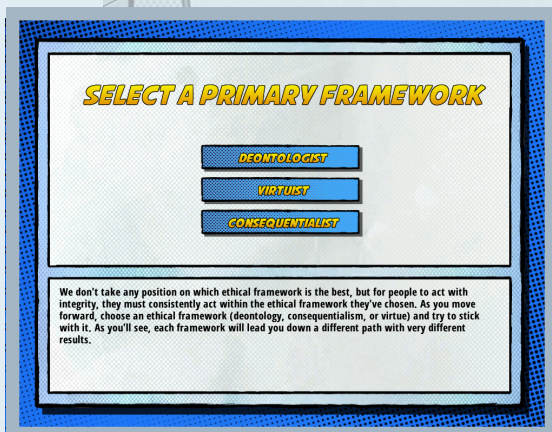 SELECT A PRIMARY FRAMEWORK
DEONTOLOGIST
VIRTUIST
CONSEQUENTIALIST
We don't take any position on which ethical framework is the best, but for people to act with
integrity, they must consistently act within the ethical framework they've chosen. As you move
forward, choose an ethical framework (deontology, consequentialism, or virtue) and try to stick
with it. As you'll see, each framework will lead you down a different path with very different
results.